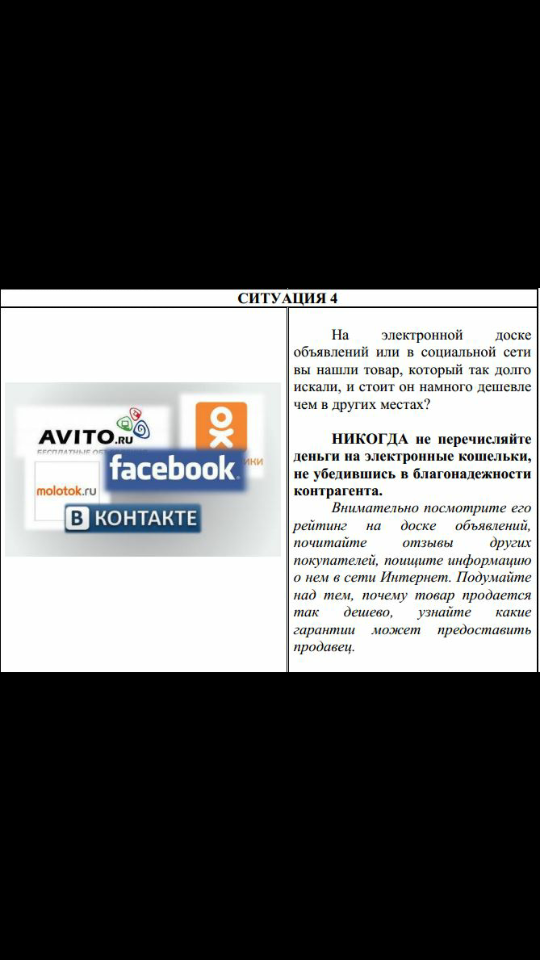 СИТУАЦИЯ 4
AVITO.RU
facebook
molotok.ru
В КОНТАКТЕ
На электронной доске
объявлений или в социальной сети
вы нашли товар, который так долго
искали, и стоит он намного дешевле
чем в других местах?
НИКОГДА не перечисляйте
деньги на электронные кошельки,
не убедившись в благонадежности
контрагента.
Внимательно посмотрите его
рейтинг на доске объявлений,
почитайте отзывы других
покупателей, поищите информацию
о нем в сети Интернет. Подумайте
над тем, почему товар продается
так дешево, узнайте какие
гарантии может предоставить
продавец.